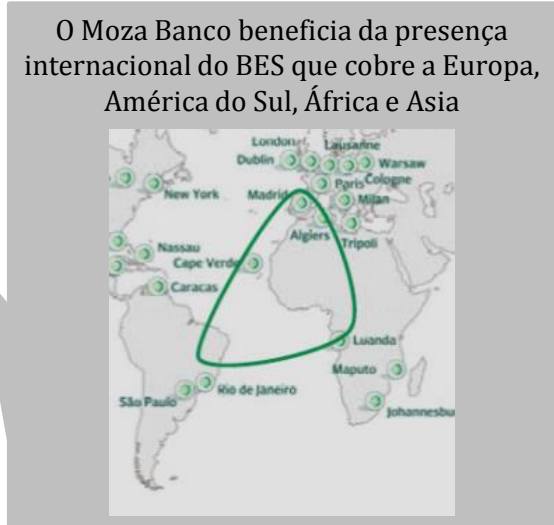 O Moza Banco beneficia da presença
internacional do BES que cobre a Europa,
América do Sul, África e Asia
London
Lausanne
Dublin
Warsaw
Cologne
Paris
New York
Madrid
Milan
Algiers
Tripoli
Nassau
Cape Verde
Caracas
Luanda
Maputo
Rio de Janeiro
São Paulo
Johannesbu